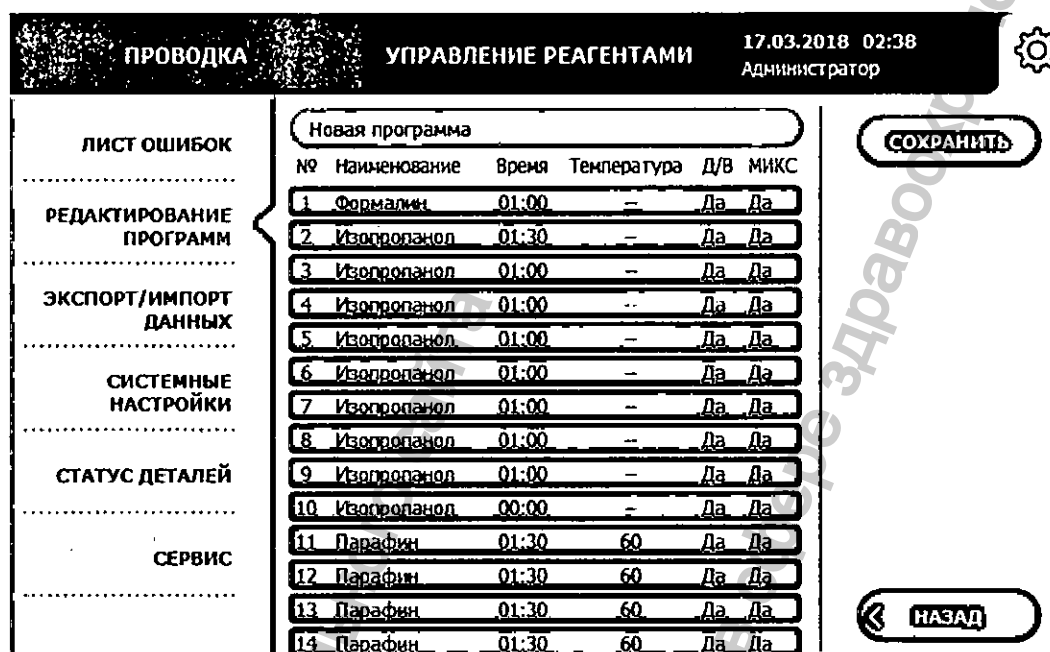 ПРОВОДКА УПРАВЛЕНИЕ РЕАГЕНТАМИ 17.03.2018 02:38
Администратор
ЛИСТ ОШИБОК
РЕДАКТИРОВАНИЕ
ПРОГРАММ
ЭКСПОРТ/ИМПОРТ
ДАННЫХ
СИСТЕМНЫЕ
НАСТРОЙКИ
СТАТУС ДЕТАЛЕЙ
СЕРВИС
Новая программа
№ Наименование Время Температура Д/В МИКС
1 Формалин 01:00 – Да Да
2 Изопропанол 01:30 – Да Да
3 Изопропанол 01:00 – Да Да
4 Изопропанол 01:00 -- Да Да
5 Изопропанол 01:00 – Да Да
6 Изопропанол 01:00 – Да Да
7 Изопропанол 01:00 – Да Да
8 Изопропанол 01:00 – Да Да
9 Изопропанол 01:00 – Да Да
10 Изопропанол 00:00 – Да Да
11 Парафин 01:30 60 Да Да
12 Парафин 01:30 60 Да Да
13 Парафин 01:30 60 Да Да
14 Парафин 01:30 60 Да Да
СОХРАНИТЬ
НАЗАД
сайта
в сфере здравоохр